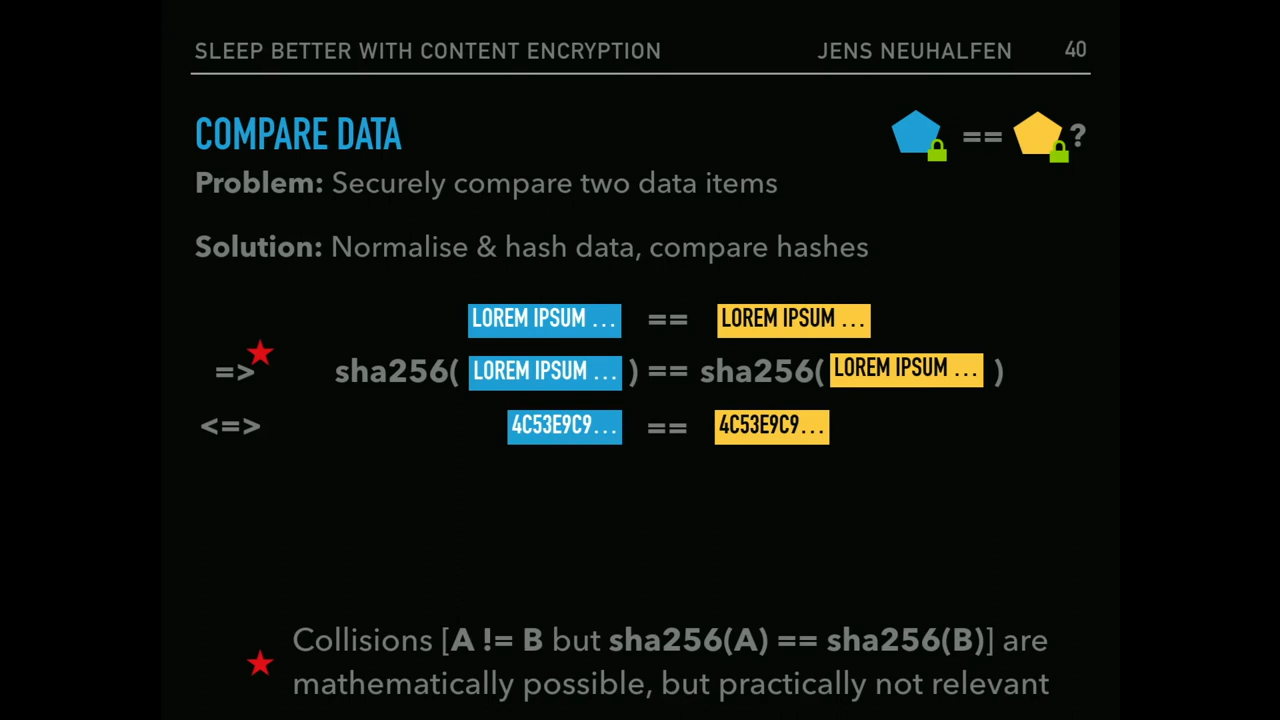 SLEEP BETTER WITH CONTENT ENCRYPTION JENS NEUHALFEN 40
COMPARE DATA == ?
Problem: Securely compare two data items
Solution: Normalise & hash data, compare hashes
LOREM IPSUM ... == LOREM IPSUM ...
=> sha256( LOREM IPSUM ... ) == sha256( LOREM IPSUM ... )
<=> 4C53E9C9... == 4C53E9C9...
Collisions [A != B but sha256(A) == sha256(B)] are
mathematically possible, but practically not relevant